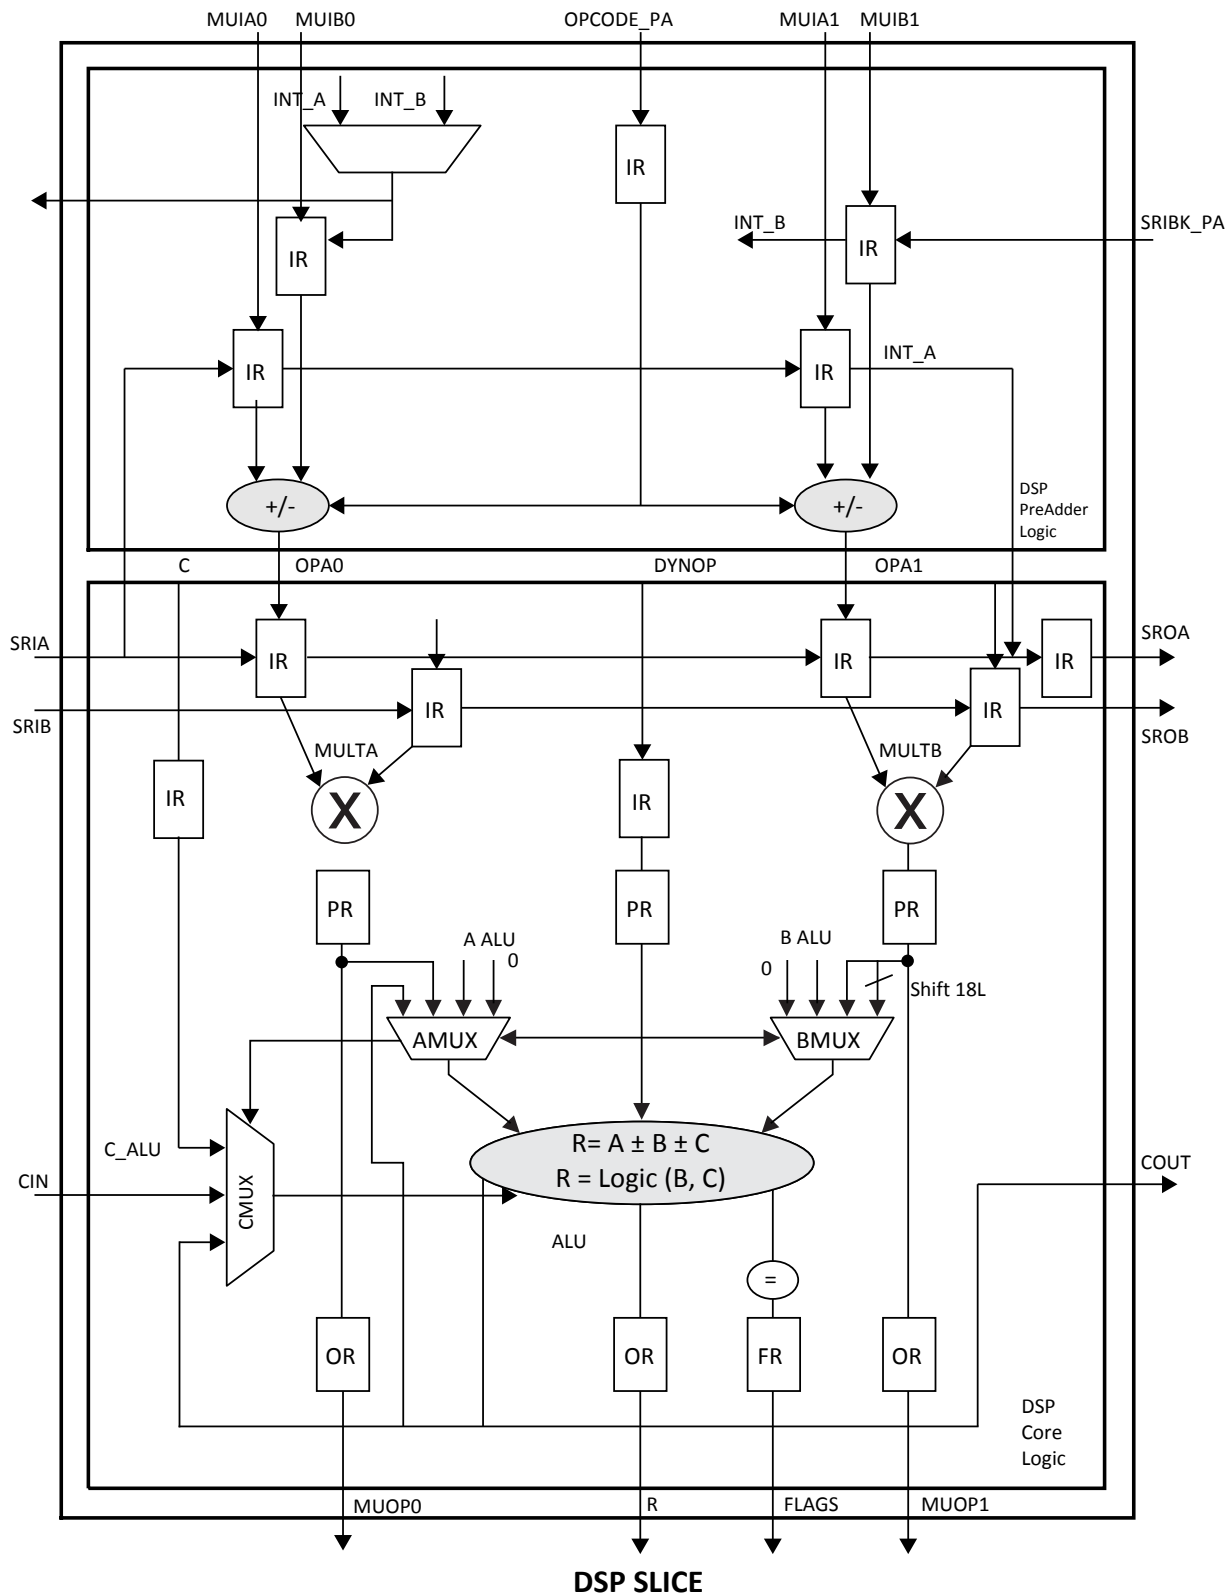 MUIA0 MUIB0 OPCODE_PA MUIA1 MUIB1
INT_A INT_B
IR
INT_B SRIBK_PA
IR IR
INT_A
IR IR
+/- +/-
DSP
PreAdder
Logic
C OPA0 DYNOP OPA1
SRIA IR IR IR SROA
SRIB IR IR SROB
MULTA MULTB
IR X IR X
PR PR PR
A ALU B ALU
0 0
Shift 18L
AMUX BMUX
R= A ± B ± C
C_ALU
R = Logic (B, C)
COUT
CIN
CMUX
ALU
=
OR OR FR OR
DSP
Core
Logic
MUOP0 R FLAGS MUOP1
DSP SLICE